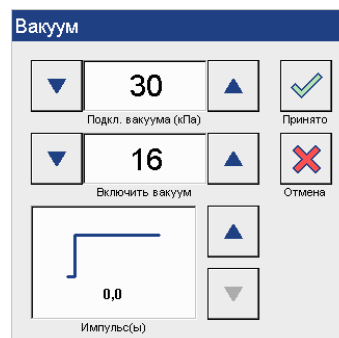 Вакуум
30
Подкл. вакуума (кПа)
Принято
16
Включить вакуум
Отмена
0,0
Импульс(ы)